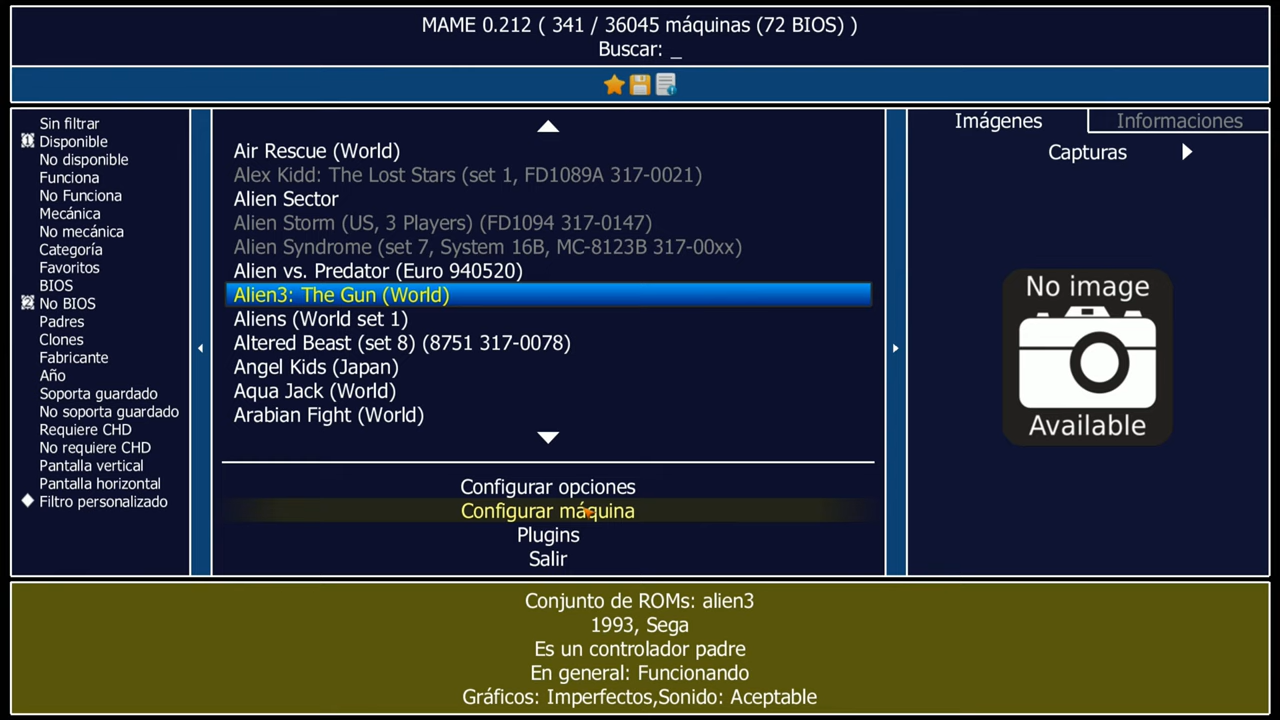 MAME 0.212 ( 341 / 36045 máquinas (72 BIOS) )
Buscar: _
Sin filtrar
Disponible
No disponible
Funciona
No Funciona
Mecánica
No mecánica
Categoría
Favoritos
BIOS
No BIOS
Padres
Clones
Fabricante
Año
Soporta guardado
No soporta guardado
Requiere CHD
No requiere CHD
Pantalla vertical
Pantalla horizontal
Filtro personalizado
Air Rescue (World)
Alex Kidd: The Lost Stars (set 1, FD1089A 317-0021)
Alien Sector
Alien Storm (US, 3 Players) (FD1094 317-0147)
Alien Syndrome (set 7, System 16B, MC-8123B 317-00xx)
Alien vs. Predator (Euro 940520)
Alien3: The Gun (World)
Aliens (World set 1)
Altered Beast (set 8) (8751 317-0078)
Angel Kids (Japan)
Aqua Jack (World)
Arabian Fight (World)
Configurar opciones
Configurar máquina
Plugins
Salir
Imágenes
Informaciones
Capturas
No image
Available
Conjunto de ROMs: alien3
1993, Sega
Es un controlador padre
En general: Funcionando
Gráficos: Imperfectos,Sonido: Aceptable